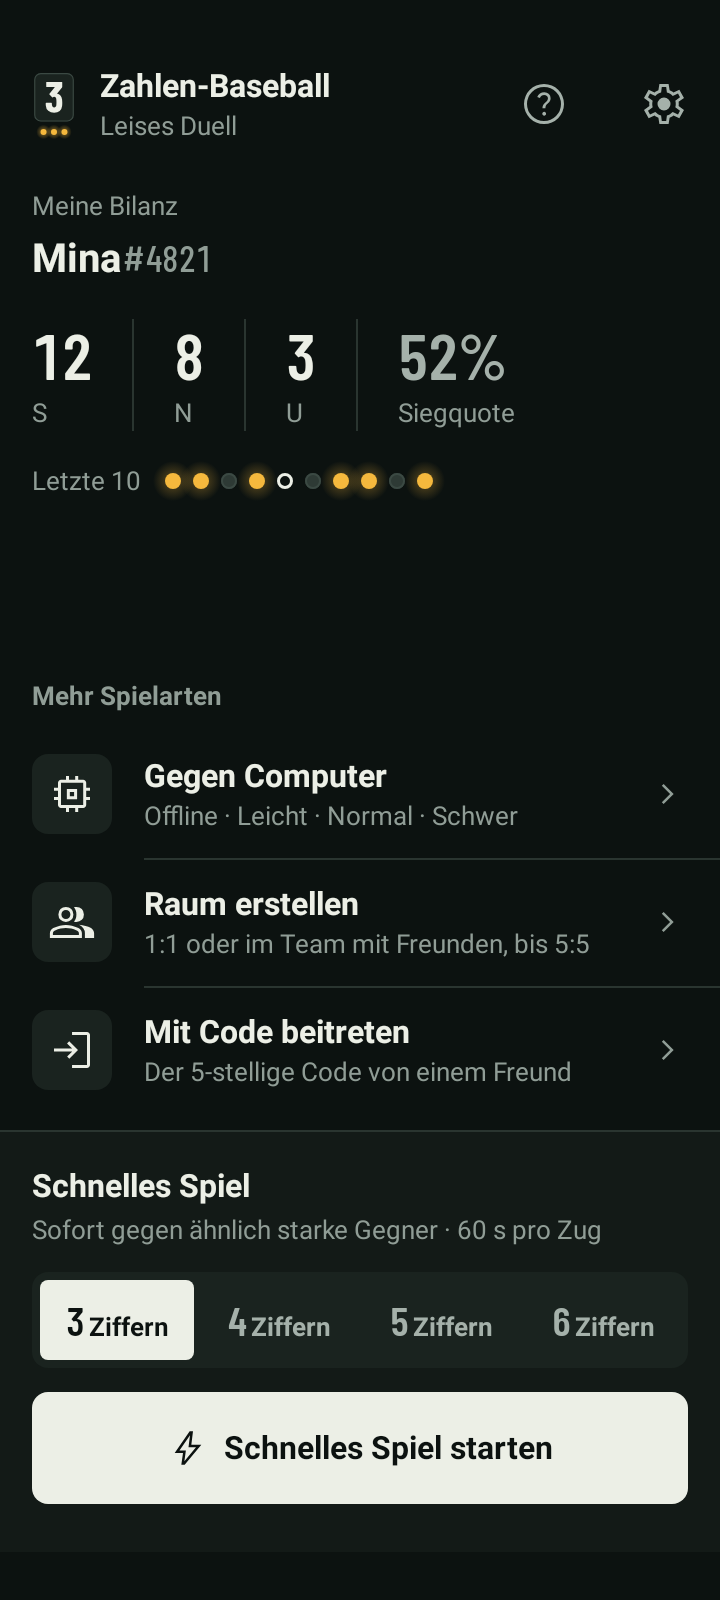 3
Zahlen-Baseball
Leises Duell
Meine Bilanz
Mina#4821
12 8 3 52%
S N U Siegquote
Letzte 10
Mehr Spielarten
Gegen Computer
Offline · Leicht · Normal · Schwer
Raum erstellen
1:1 oder im Team mit Freunden, bis 5:5
Mit Code beitreten
Der 5-stellige Code von einem Freund
Schnelles Spiel
Sofort gegen ähnlich starke Gegner · 60 s pro Zug
3 Ziffern 4 Ziffern 5 Ziffern 6 Ziffern
Schnelles Spiel starten